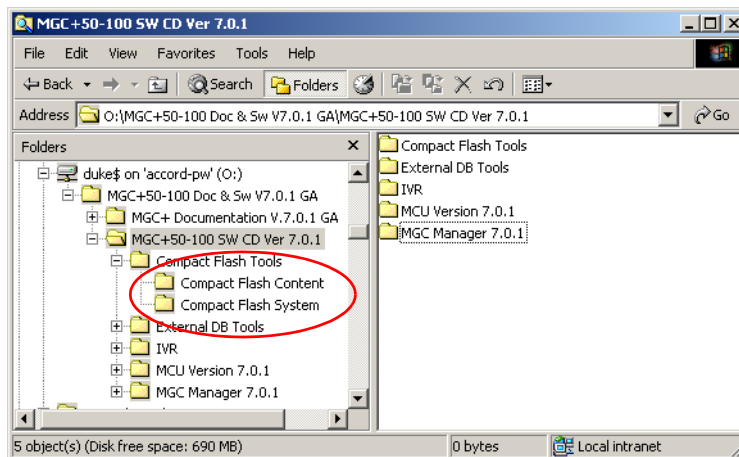 MGC+50-100 SW CD Ver 7.0.1
File Edit View Favorites Tools Help
Back Search Folders
Address O:\MGC+50-100 Doc & Sw V7.0.1 GA\MGC+50-100 SW CD Ver 7.0.1 Go
Folders
duke$ on 'accord-pw' (O:)
MGC+50-100 Doc & Sw V7.0.1 GA
MGC+ Documentation V.7.0.1 GA
MGC+50-100 SW CD Ver 7.0.1
Compact Flash Tools
Compact Flash Content
Compact Flash System
External DB Tools
IVR
MCU Version 7.0.1
MGC Manager 7.0.1
Compact Flash Tools
External DB Tools
IVR
MCU Version 7.0.1
MGC Manager 7.0.1
5 object(s) (Disk free space: 690 MB) 0 bytes Local intranet